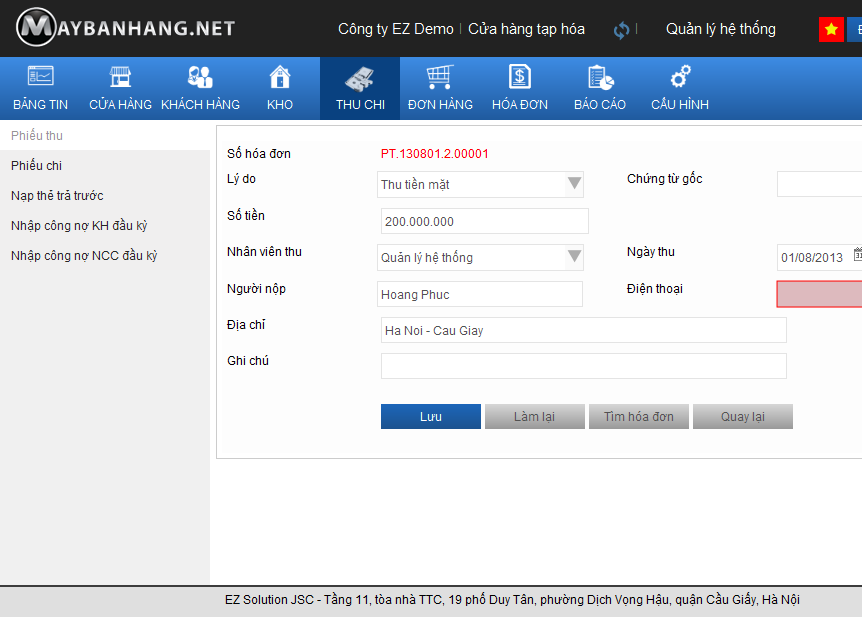 MAYBANHANG.NET
Công ty EZ Demo | Cửa hàng tạp hóa | Quản lý hệ thống
BẢNG TIN CỬA HÀNG KHÁCH HÀNG KHO THU CHI ĐƠN HÀNG HÓA ĐƠN BÁO CÁO CẤU HÌNH
Phiếu thu
Phiếu chi
Nạp thẻ trả trước
Nhập công nợ KH đầu kỳ
Nhập công nợ NCC đầu kỳ
Số hóa đơn PT.130801.2.00001
Lý do Thu tiền mặt Chứng từ gốc
Số tiền 200.000.000
Nhân viên thu Quản lý hệ thống Ngày thu 01/08/2013
Người nộp Hoang Phuc Điện thoại
Địa chỉ Ha Noi - Cau Giay
Ghi chú
Lưu Làm lại Tìm hóa đơn Quay lại
EZ Solution JSC - Tầng 11, tòa nhà TTC, 19 phố Duy Tân, phường Dịch Vọng Hậu, quận Cầu Giấy, Hà Nội